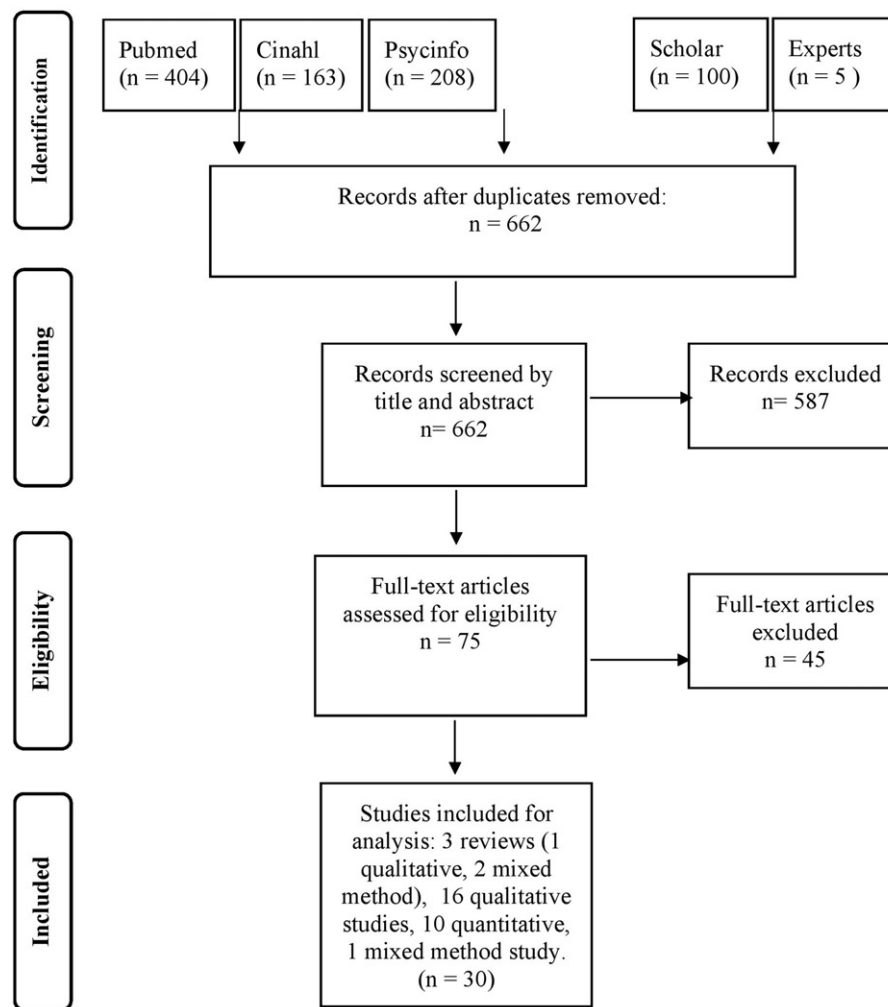 Identification
Pubmed
(n = 404)
Cinahl
(n = 163)
Psycinfo
(n = 208)
Scholar
(n = 100)
Experts
(n = 5 )
Records after duplicates removed:
n = 662
Screening
Records screened by
title and abstract
n= 662
Records excluded
n= 587
Eligibility
Full-text articles
assessed for eligibility
n = 75
Full-text articles
excluded
n = 45
Included
Studies included for
analysis: 3 reviews (1
qualitative, 2 mixed
method),  16 qualitative
studies, 10 quantitative,
1 mixed method study.
(n = 30)